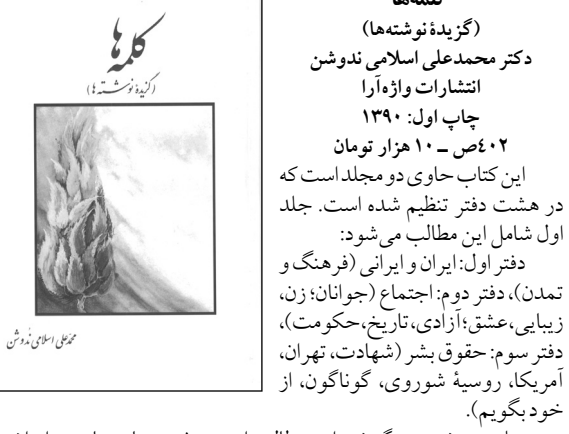 کلمه‌ها
(گزیدهٔ نوشته‌ها)
دکتر محمدعلی اسلامی ندوشن
انتشارات واژه‌آرا
چاپ اول: ۱۳۹۰
۴۰۲ص ــ ۱۰ هزار تومان
این کتاب حاوی دو مجلد است که
در هشت دفتر تنظیم شده است. جلد
اول شامل این مطالب می‌شود:
دفتر اول: ایران و ایرانی (فرهنگ و
تمدن)، دفتر دوم: اجتماع (جوانان؛ زن،
زیبایی، عشق؛ آزادی، تاریخ، حکومت)،
دفتر سوم: حقوق بشر (شهادت، تهران،
آمریکا، روسیهٔ شوروی، گوناگون، از
خود بگویم).
کلمه‌ها
(گزیدهٔ نوشته‌ها)
محمدعلی اسلامی نُدوشن